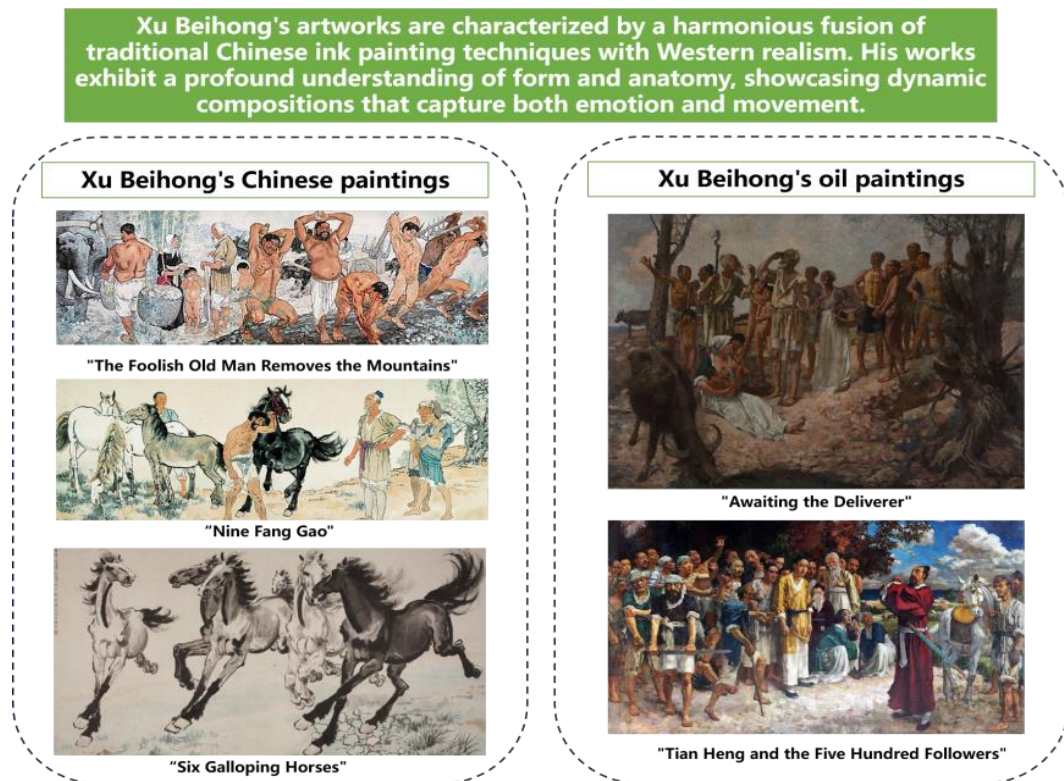 Xu Beihong's artworks are characterized by a harmonious fusion of
traditional Chinese ink painting techniques with Western realism. His works
exhibit a profound understanding of form and anatomy, showcasing dynamic
compositions that capture both emotion and movement.
Xu Beihong's Chinese paintings
"The Foolish Old Man Removes the Mountains"
“Nine Fang Gao"
“Six Galloping Horses"
Xu Beihong's oil paintings
"Awaiting the Deliverer"
"Tian Heng and the Five Hundred Followers"